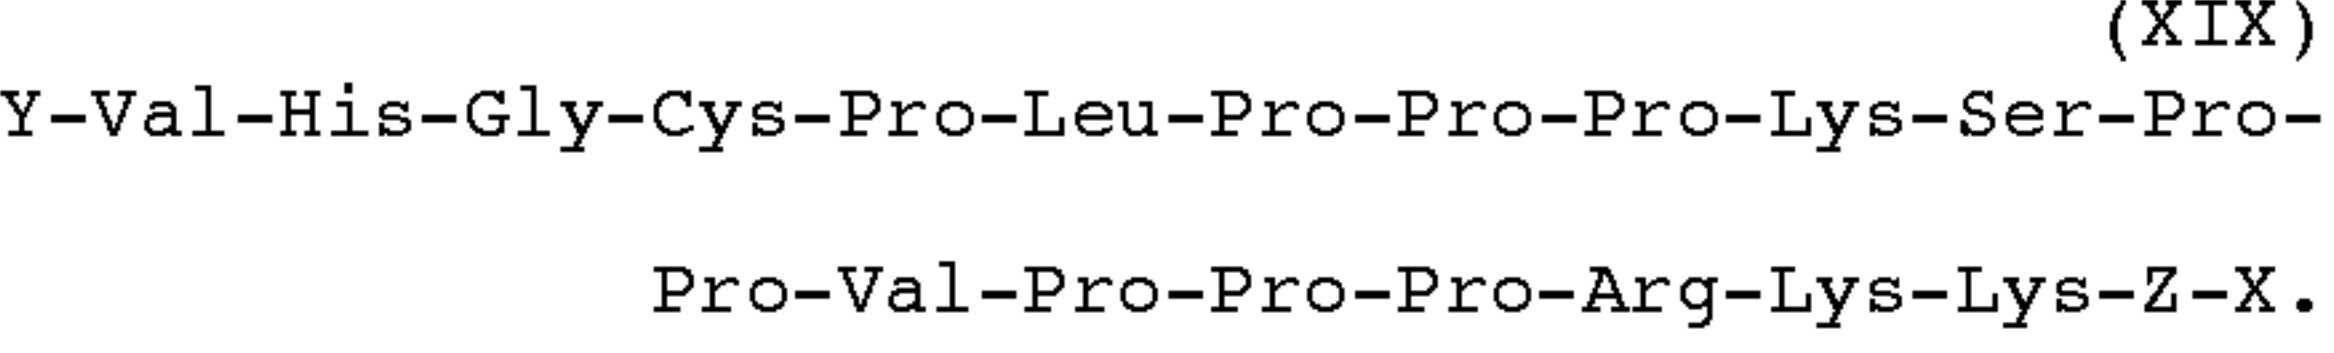 (XIX)
Y-Val-His-Gly-Cys-Pro-Leu-Pro-Pro-Pro-Lys-Ser-Pro-
Pro-Val-Pro-Pro-Pro-Arg-Lys-Lys-Z-X.